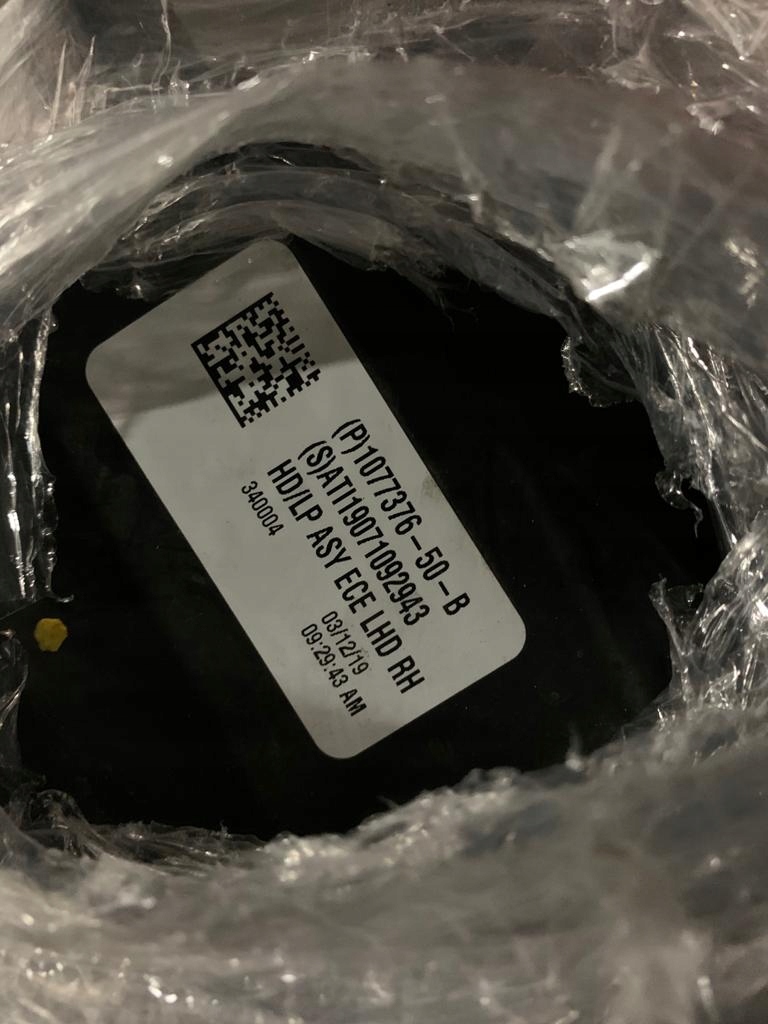 (P)1077376-50-B
(S)ATI19071092943
HD/LP ASY ECE LHD RH
340004
03/12/19
09:29:43 AM